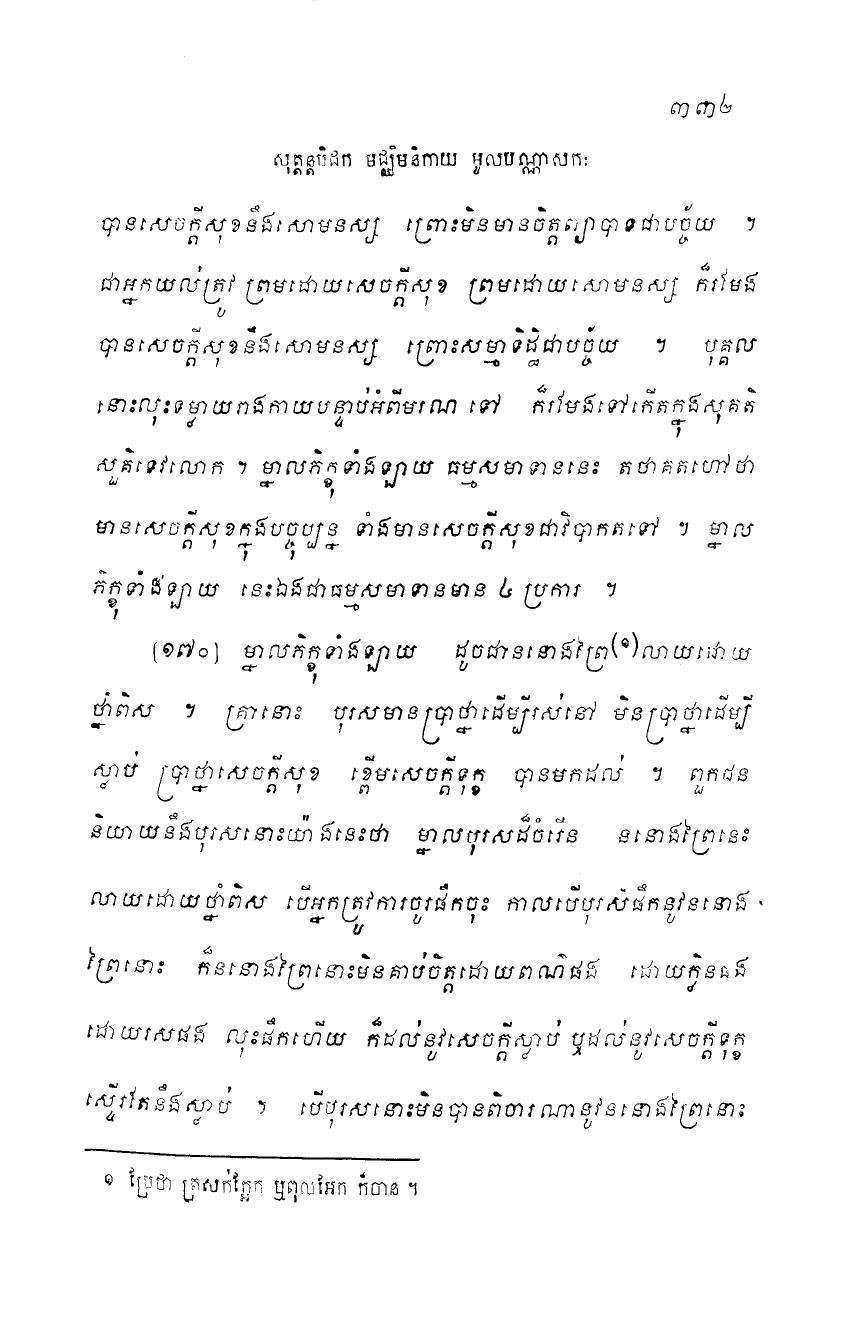 ៣៣២
សុត្តន្តបិដក មជ្ឈិមនិកាយ មូលបណ្ណាសកៈ
បានសេចក្តីសុខនឹងសោមនស្ស ព្រោះមិនមានចិត្តព្យាបាទជាបច្ច័យ ។
ជាអ្នកយល់ត្រូវ ព្រមដោយសេចក្តីសុខ ព្រមដោយសោមនស្ស ក៏រមែង
បានសេចក្តីសុខនឹងសោមនស្ស ព្រោះសម្មាទិដ្ឋិជាបច្ច័យ ។ បុគ្គល
នោះលុះទម្លាយរាងកាយបន្ទាប់អំពីមរណ ទៅ ក៏រមែងទៅកើតក្នុងសុគតិ
សួគ៌ទេវលោក ។ ម្នាលភិក្ខុទាំងឡាយ ធម្មសមាទាននេះ តថាគតហៅថា
មានសេចក្តីសុខក្នុងបច្ចុប្បន្ន ទាំងមានសេចក្តីសុខជាវិបាកតទៅ ។ ម្នាល
ភិក្ខុទាំងឡាយ នេះឯងជាធម្មសមាទានមាន ៤ ប្រការ ។
[១៧០] ម្នាលភិក្ខុទាំងឡាយ ដូចជាននោងព្រៃ(១)លាយដោយ
ថ្នាំពិស ។ គ្រានោះ បុរសមានប្រាថ្នាដើម្បីរស់នៅ មិនប្រាថ្នាដើម្បី
ស្លាប់ ប្រាថ្នាសេចក្តីសុខ ខ្ពើមសេចក្តីទុក្ខ បានមកដល់ ។ ពួកជន
និយាយនឹងបុរសនោះយ៉ាងនេះថា ម្នាលបុរសដ៏ចំរើន ននោងព្រៃនេះ
លាយដោយថ្នាំពិស បើអ្នកត្រូវការចូរផឹកចុះ កាលបើបុរសផឹកនូវននោង
ព្រៃនោះ ក៏ននោងព្រៃនោះមិនគាប់ចិត្តដោយពណ៌ផង ដោយក្លិនផង
ដោយរសផង លុះផឹកហើយ ក៏ដល់នូវសេចក្តីស្លាប់ ឬដល់នូវសេចក្តីទុក្ខ
ស្ទើរតែនឹងស្លាប់ ។ បើបុរសនោះមិនបានពិចារណានូវននោងព្រៃនោះ
១ ប្រែថា ត្រសក់ក្អែក ឬពុលអែក ក៏បាន ។